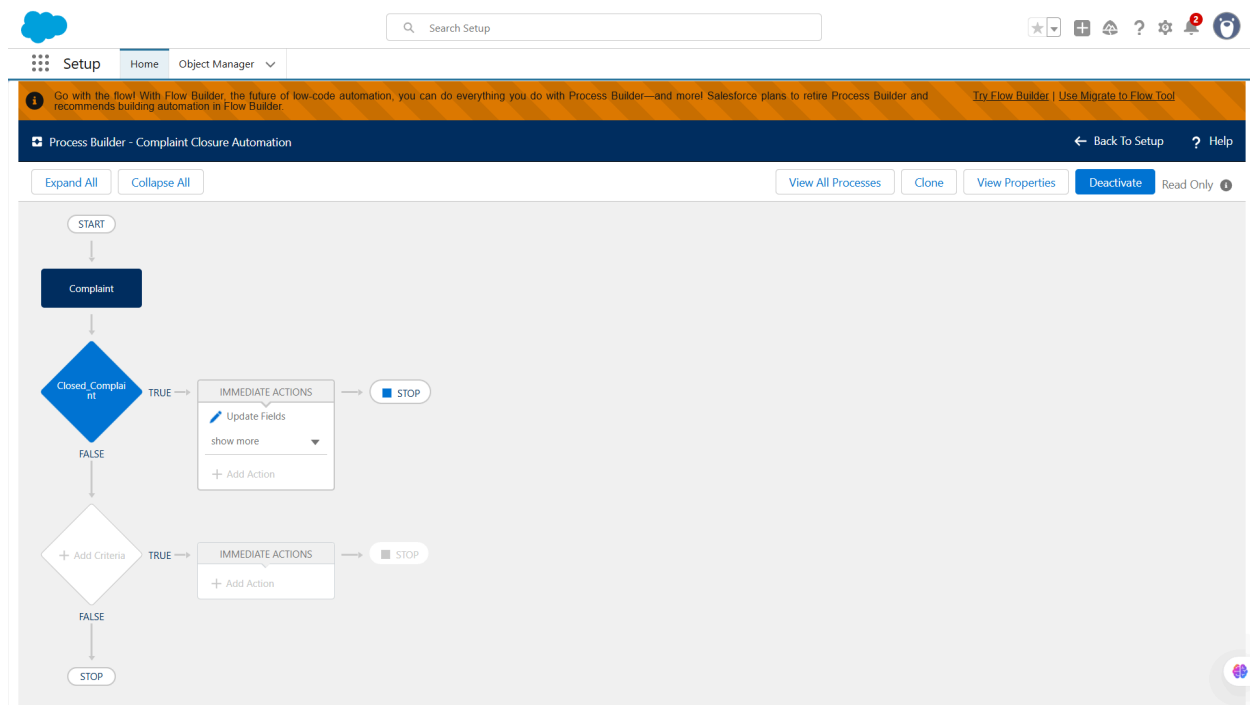 Search Setup
2
Setup
Home
Object Manager
Go with the flow! With Flow Builder, the future of low-code automation, you can do everything you do with Process Builder—and more! Salesforce plans to retire Process Builder and
recommends building automation in Flow Builder.
Try Flow Builder | Use Migrate to Flow Tool
Process Builder - Complaint Closure Automation
Back To Setup
? Help
Expand All
Collapse All
View All Processes
Clone
View Properties
Deactivate
Read Only
START
Complaint
Closed_Complai
nt
TRUE
IMMEDIATE ACTIONS
STOP
Update Fields
show more
+ Add Action
FALSE
+ Add Criteria
TRUE
IMMEDIATE ACTIONS
STOP
+ Add Action
FALSE
STOP